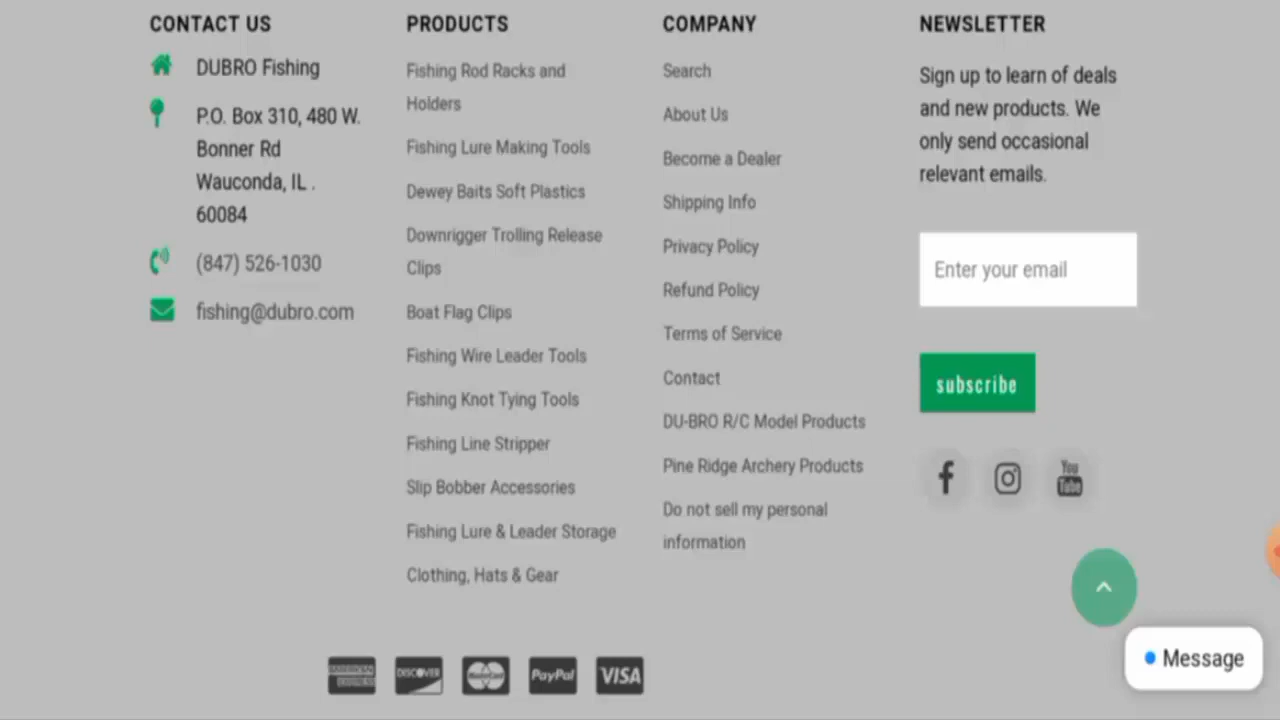 CONTACT US
DUBRO Fishing
P.O. Box 310, 480 W.
Bonner Rd
Wauconda, IL .
60084
(847) 526-1030
fishing@dubro.com
PRODUCTS
Fishing Rod Racks and
Holders
Fishing Lure Making Tools
Dewey Baits Soft Plastics
Downrigger Trolling Release
Clips
Boat Flag Clips
Fishing Wire Leader Tools
Fishing Knot Tying Tools
Fishing Line Stripper
Slip Bobber Accessories
Fishing Lure & Leader Storage
Clothing, Hats & Gear
COMPANY
Search
About Us
Become a Dealer
Shipping Info
Privacy Policy
Refund Policy
Terms of Service
Contact
DU-BRO R/C Model Products
Pine Ridge Archery Products
Do not sell my personal
information
NEWSLETTER
Sign up to learn of deals
and new products. We
only send occasional
relevant emails.
Enter your email
subscribe
You
Tube
AMERICAN
EXPRESS
DISCOVER
MasterCard
PayPal
VISA
Message